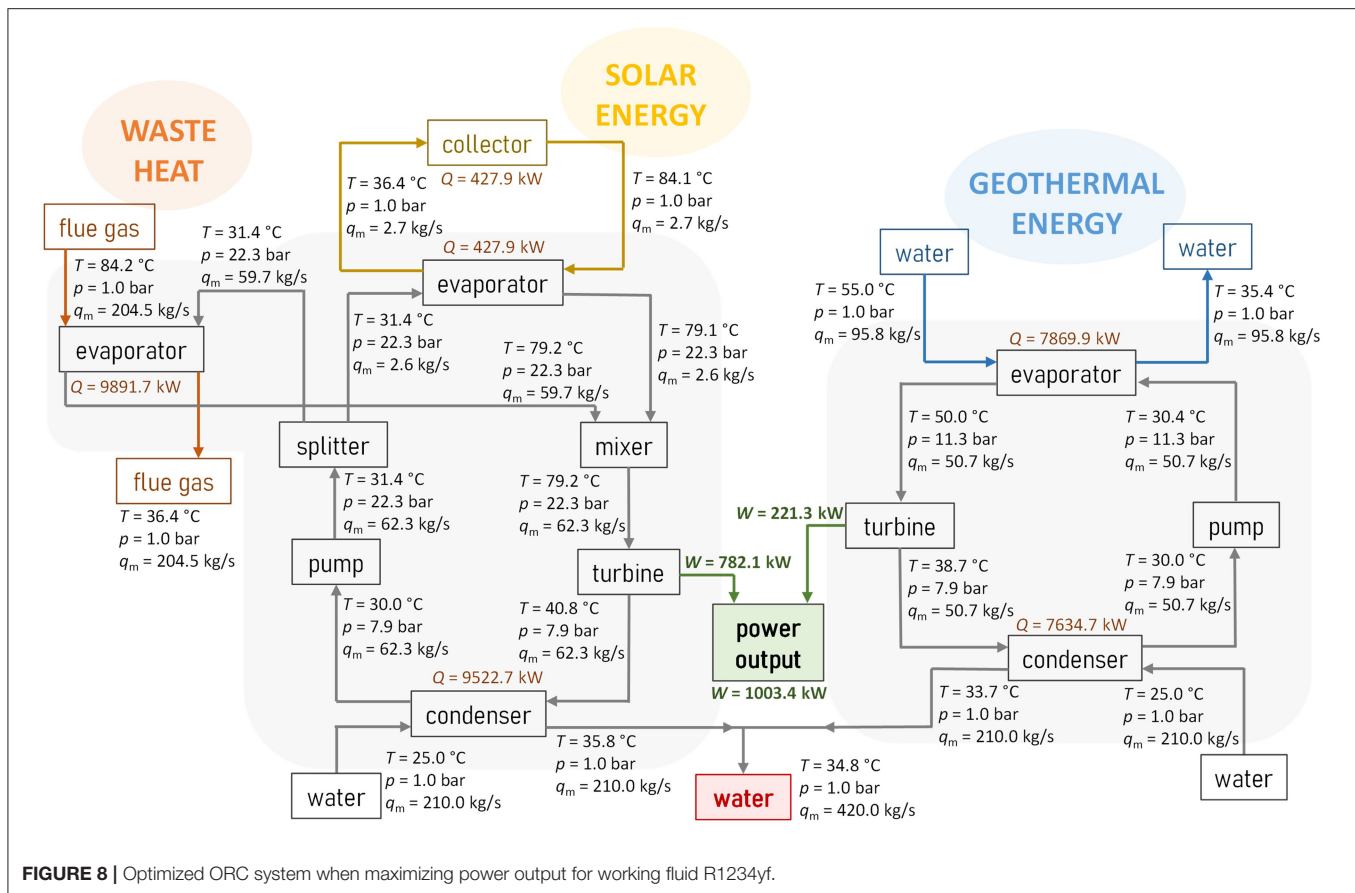 WASTE
HEAT
SOLAR
ENERGY
GEOTHERMAL
ENERGY
collector
Q = 427.9 kW
T = 36.4 °C
p = 1.0 bar
qm = 2.7 kg/s
T = 84.1 °C
p = 1.0 bar
qm = 2.7 kg/s
flue gas
T = 84.2 °C
p = 1.0 bar
qm = 204.5 kg/s
T = 31.4 °C
p = 22.3 bar
qm = 59.7 kg/s
Q = 427.9 kW
evaporator
evaporator
Q = 9891.7 kW
T = 31.4 °C
p = 22.3 bar
qm = 2.6 kg/s
T = 79.2 °C
p = 22.3 bar
qm = 59.7 kg/s
T = 79.1 °C
p = 22.3 bar
qm = 2.6 kg/s
splitter
mixer
flue gas
T = 36.4 °C
p = 1.0 bar
qm = 204.5 kg/s
T = 31.4 °C
p = 22.3 bar
qm = 62.3 kg/s
T = 79.2 °C
p = 22.3 bar
qm = 62.3 kg/s
pump
turbine
W = 782.1 kW
T = 30.0 °C
p = 7.9 bar
qm = 62.3 kg/s
T = 40.8 °C
p = 7.9 bar
qm = 62.3 kg/s
Q = 9522.7 kW
condenser
T = 25.0 °C
p = 1.0 bar
qm = 210.0 kg/s
water
T = 35.8 °C
p = 1.0 bar
qm = 210.0 kg/s
water
T = 34.8 °C
p = 1.0 bar
qm = 420.0 kg/s
W = 221.3 kW
power
output
W = 1003.4 kW
water
water
T = 55.0 °C
p = 1.0 bar
qm = 95.8 kg/s
T = 35.4 °C
p = 1.0 bar
qm = 95.8 kg/s
Q = 7869.9 kW
evaporator
T = 50.0 °C
p = 11.3 bar
qm = 50.7 kg/s
T = 30.4 °C
p = 11.3 bar
qm = 50.7 kg/s
turbine
pump
T = 38.7 °C
p = 7.9 bar
qm = 50.7 kg/s
T = 30.0 °C
p = 7.9 bar
qm = 50.7 kg/s
Q = 7634.7 kW
condenser
T = 33.7 °C
p = 1.0 bar
qm = 210.0 kg/s
T = 25.0 °C
p = 1.0 bar
qm = 210.0 kg/s
water
FIGURE 8 | Optimized ORC system when maximizing power output for working fluid R1234yf.